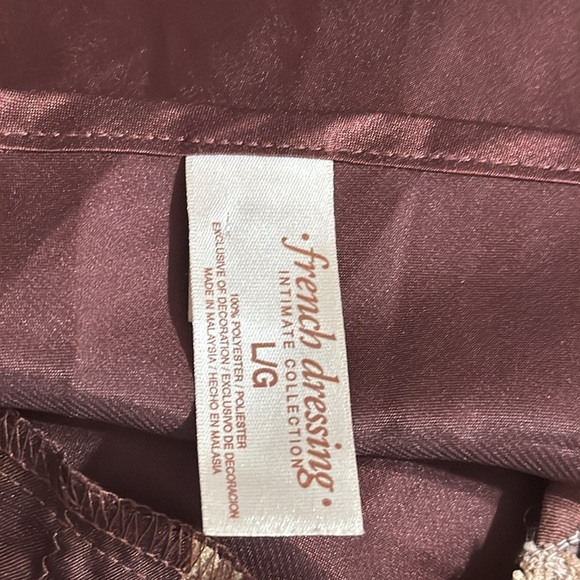 ·french dressing·
INTIMATE COLLECTION
L/G
100% POLYESTER / POLIESTER
EXCLUSIVE OF DECORATION / EXCLUSIVO DE DECORACION
MADE IN MALAYSIA / HECHO EN MALASIA